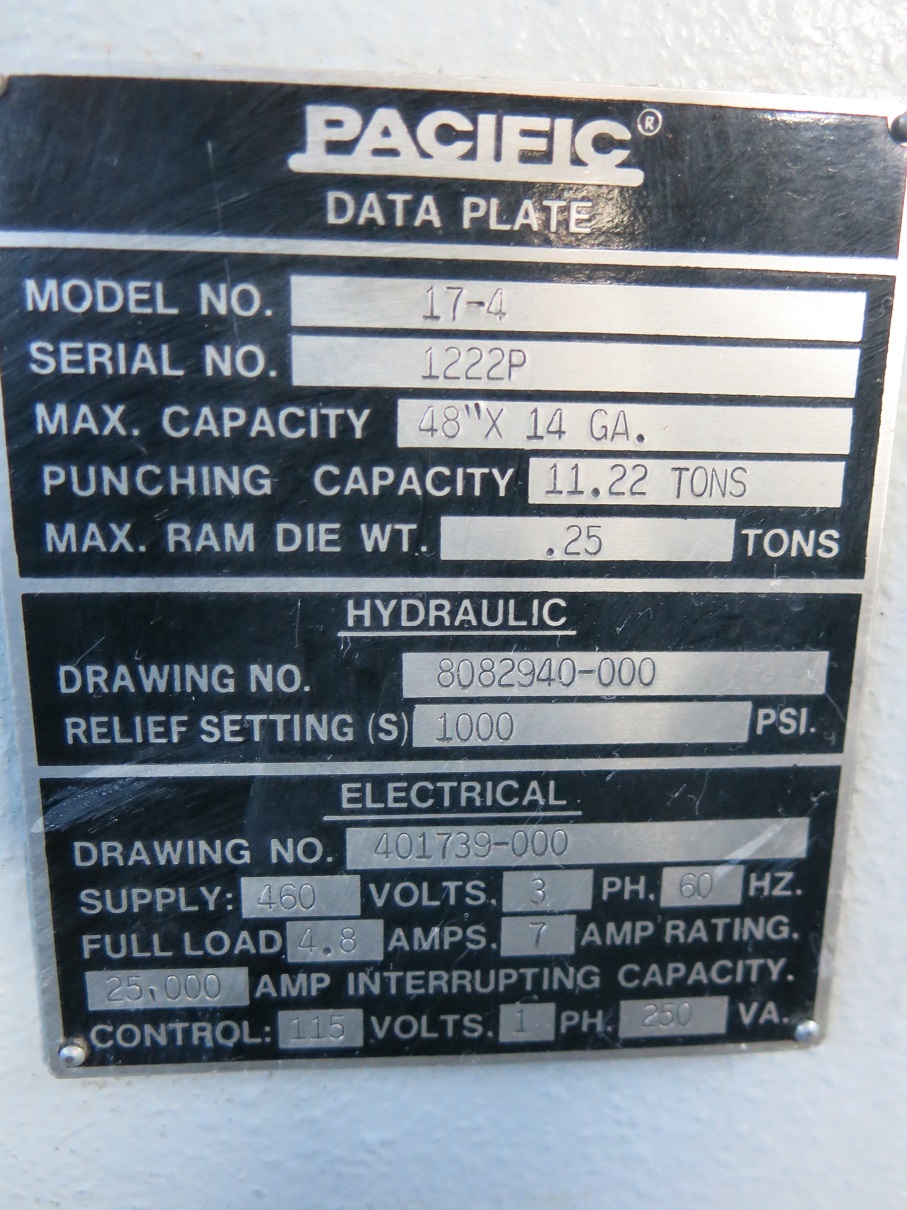 PACIFIC®
DATA PLATE
MODEL NO. 17-4
SERIAL NO. 1222P
MAX. CAPACITY 48"X 14 GA.
PUNCHING CAPACITY 11.22 TONS
MAX. RAM DIE WT. .25 TONS
HYDRAULIC
DRAWING NO. 8082940-000
RELIEF SETTING (S) 1000 PSI.
ELECTRICAL
DRAWING NO. 401739-000
SUPPLY: 460 VOLTS. 3 PH. 60 HZ.
FULL LOAD 4.8 AMPS. 7 AMP RATING.
25,000 AMP INTERRUPTING CAPACITY.
CONTROL: 115 VOLTS. 1 PH. 250 VA.